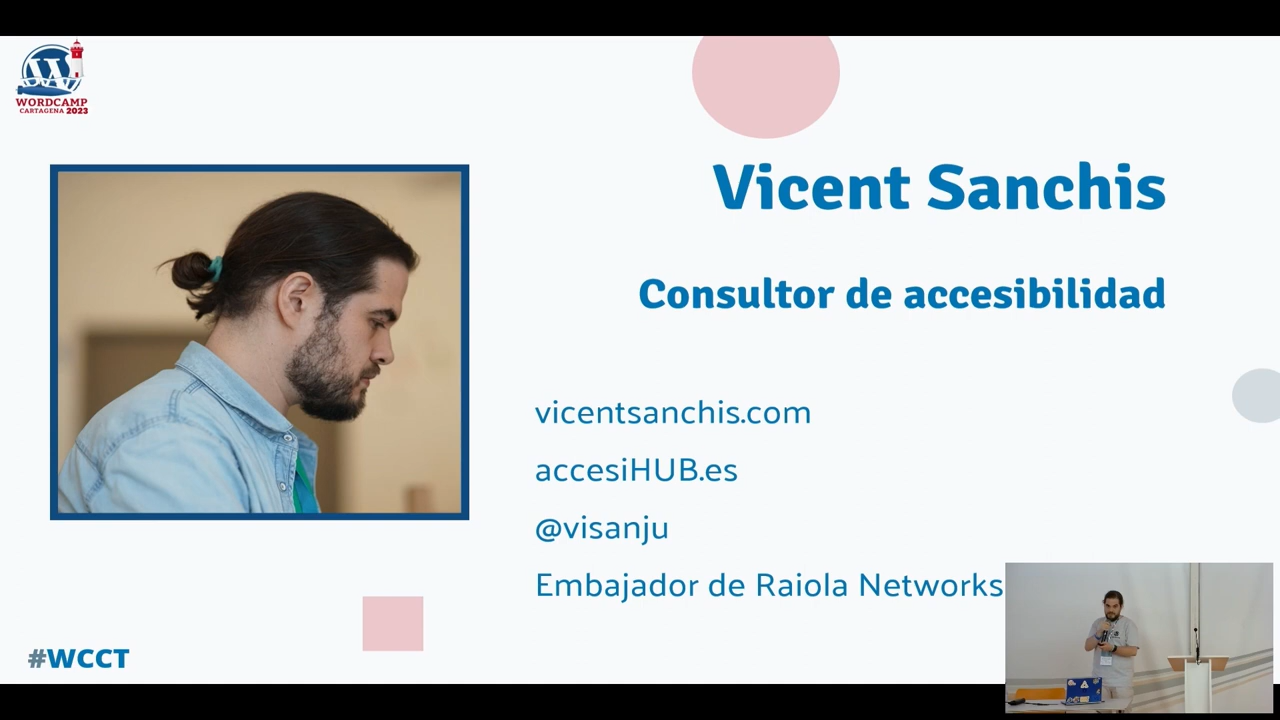 WORDCAMP
CARTAGENA 2023
Vicent Sanchis
Consultor de accesibilidad
vicentsanchis.com
accesiHUB.es
@visanju
Embajador de Raiola Networks
#WCCT